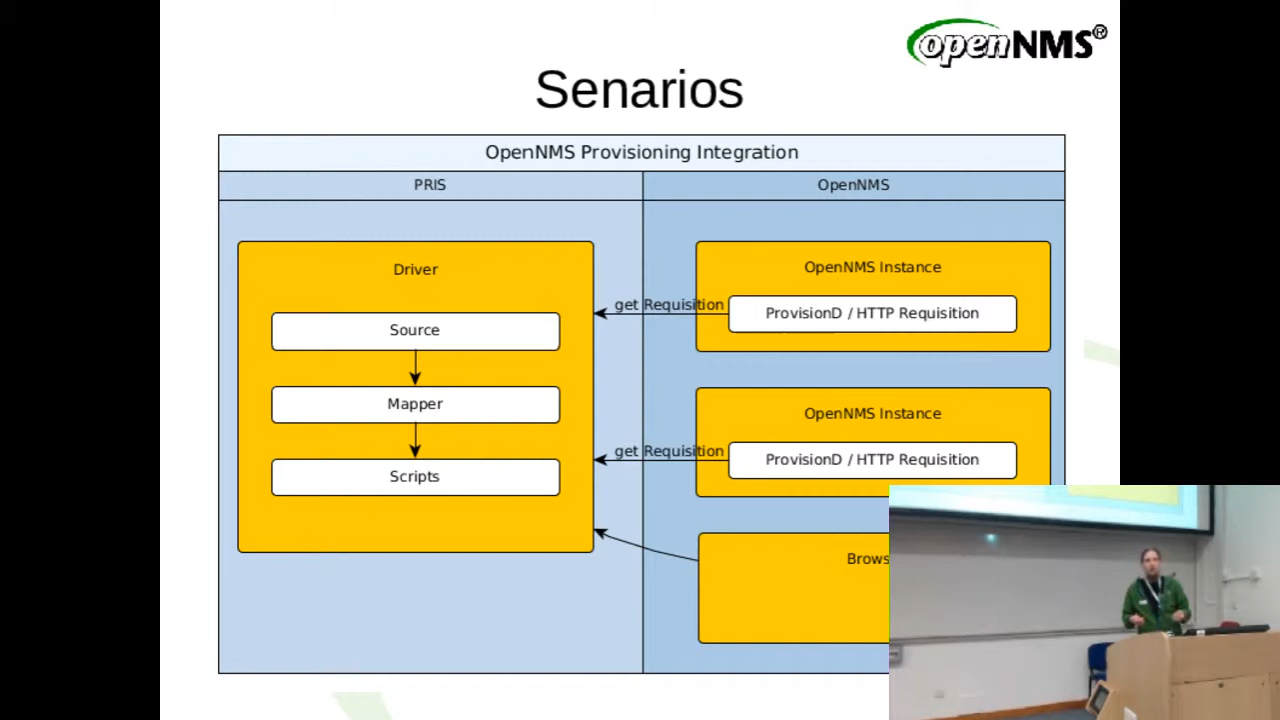 openNMS®
Senarios
OpenNMS Provisioning Integration
PRIS
OpenNMS
Driver
Source
Mapper
Scripts
OpenNMS Instance
get Requisition
ProvisionD / HTTP Requisition
OpenNMS Instance
get Requisition
ProvisionD / HTTP Requisition
Brows